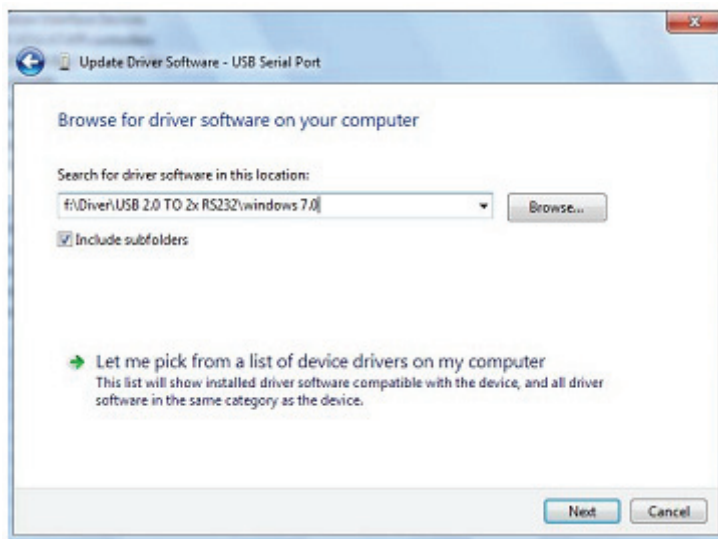 Update Driver Software - USB Serial Port
Browse for driver software on your computer
Search for driver software in this location:
f:\Diver\USB 2.0 TO 2x RS232\windows 7.0
Browse...
Include subfolders
Let me pick from a list of device drivers on my computer
This list will show installed driver software compatible with the device, and all driver
software in the same category as the device.
Next
Cancel